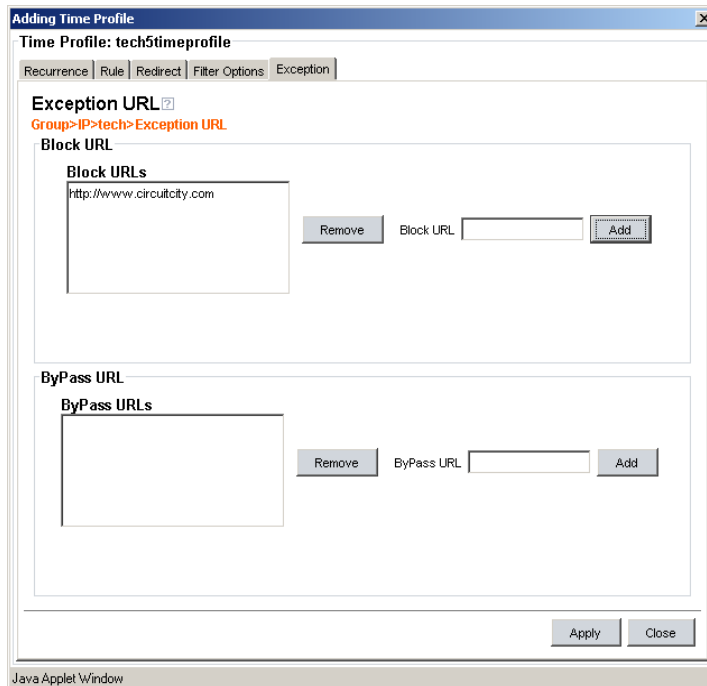 Adding Time Profile
Time Profile: tech5timeprofile
Recurrence Rule Redirect Filter Options Exception
Exception URL ?
Group>IP>tech>Exception URL
Block URL
Block URLs
http://www.circuitcity.com
Remove Block URL Add
ByPass URL
ByPass URLs
Remove ByPass URL Add
Apply Close
Java Applet Window